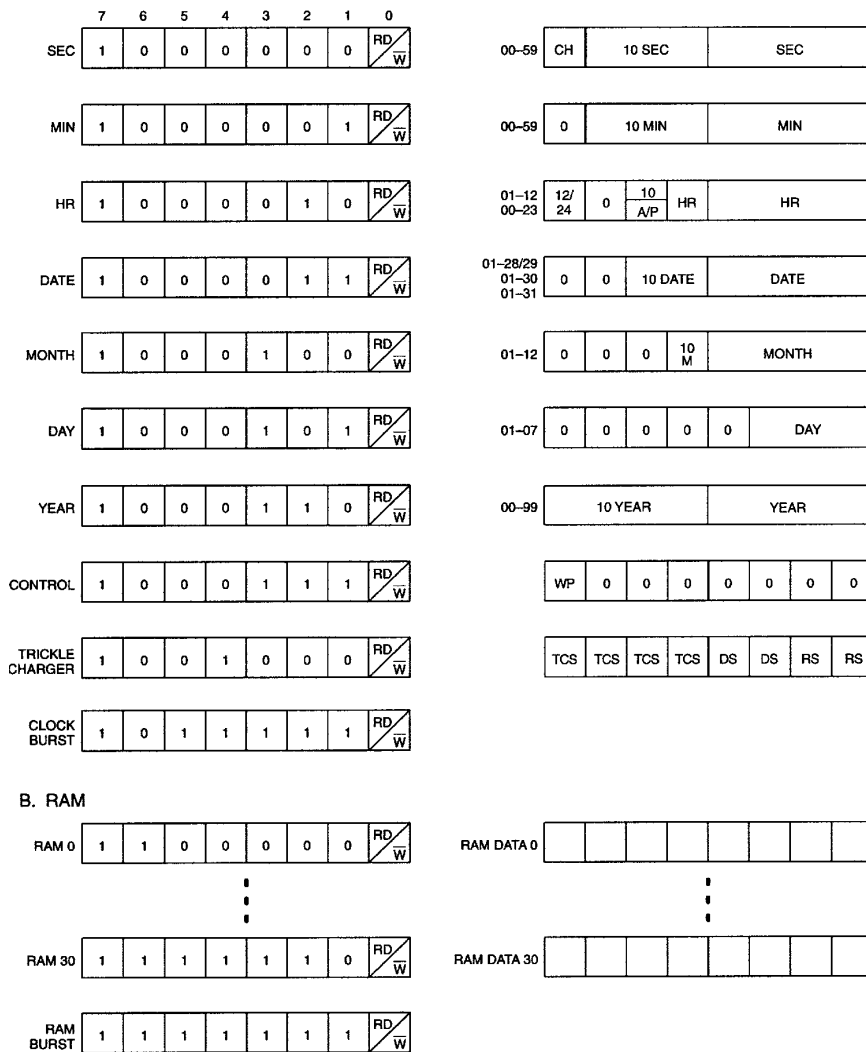 7 6 5 4 3 2 1 0
SEC 1 0 0 0 0 0 0 RD/W̅
00–59 CH 10 SEC SEC
MIN 1 0 0 0 0 0 1 RD/W̅
00–59 0 10 MIN MIN
HR 1 0 0 0 0 1 0 RD/W̅
01–12
00–23
12/
24
0
10
A/P
HR HR
DATE 1 0 0 0 0 1 1 RD/W̅
01–28/29
01–30
01–31
0 0 10 DATE DATE
MONTH 1 0 0 0 1 0 0 RD/W̅
01–12 0 0 0
10
M
MONTH
DAY 1 0 0 0 1 0 1 RD/W̅
01–07 0 0 0 0 0 DAY
YEAR 1 0 0 0 1 1 0 RD/W̅
00–99 10 YEAR YEAR
CONTROL 1 0 0 0 1 1 1 RD/W̅
WP 0 0 0 0 0 0 0
TRICKLE
CHARGER
1 0 0 1 0 0 0 RD/W̅
TCS TCS TCS TCS DS DS RS RS
CLOCK
BURST
1 0 1 1 1 1 1 RD/W̅
B. RAM
RAM 0 1 1 0 0 0 0 0 RD/W̅
RAM DATA 0
RAM 30 1 1 1 1 1 1 0 RD/W̅
RAM DATA 30
RAM
BURST
1 1 1 1 1 1 1 RD/W̅